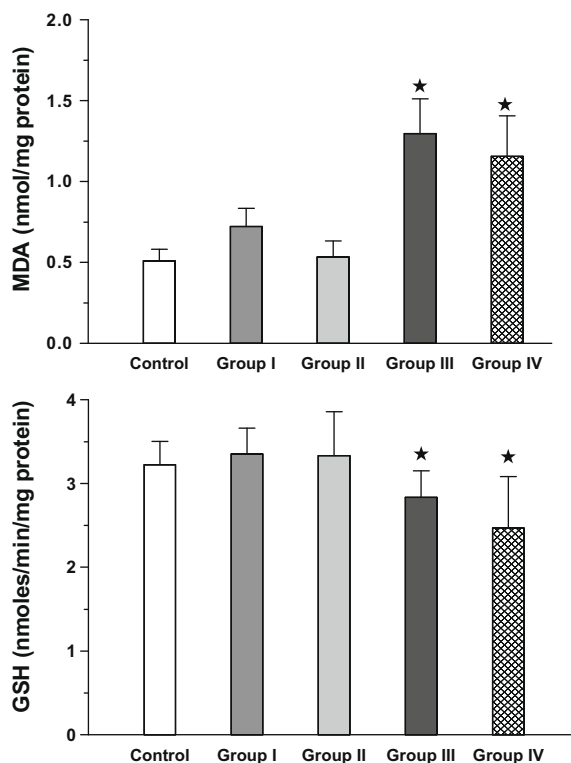 MDA (nmol/mg protein)
2.0
1.5
1.0
0.5
0.0
Control Group I Group II Group III Group IV
GSH (nmoles/min/mg protein)
4
3
2
1
0
Control Group I Group II Group III Group IV